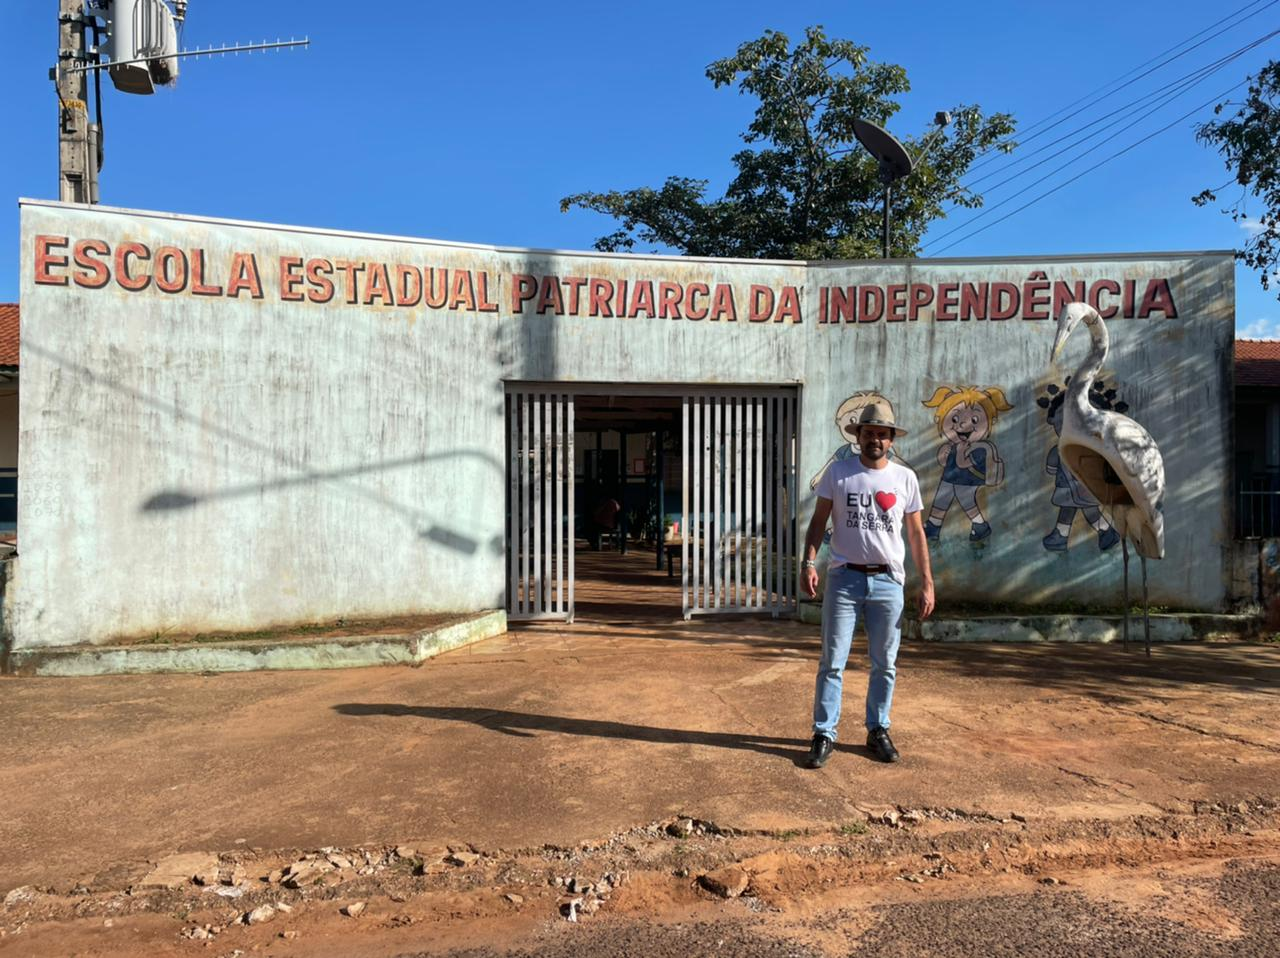 ESCOLA ESTADUAL PATRIARCA DA INDEPENDÊNCIA
EU
TANGARÁ
DA SERRA